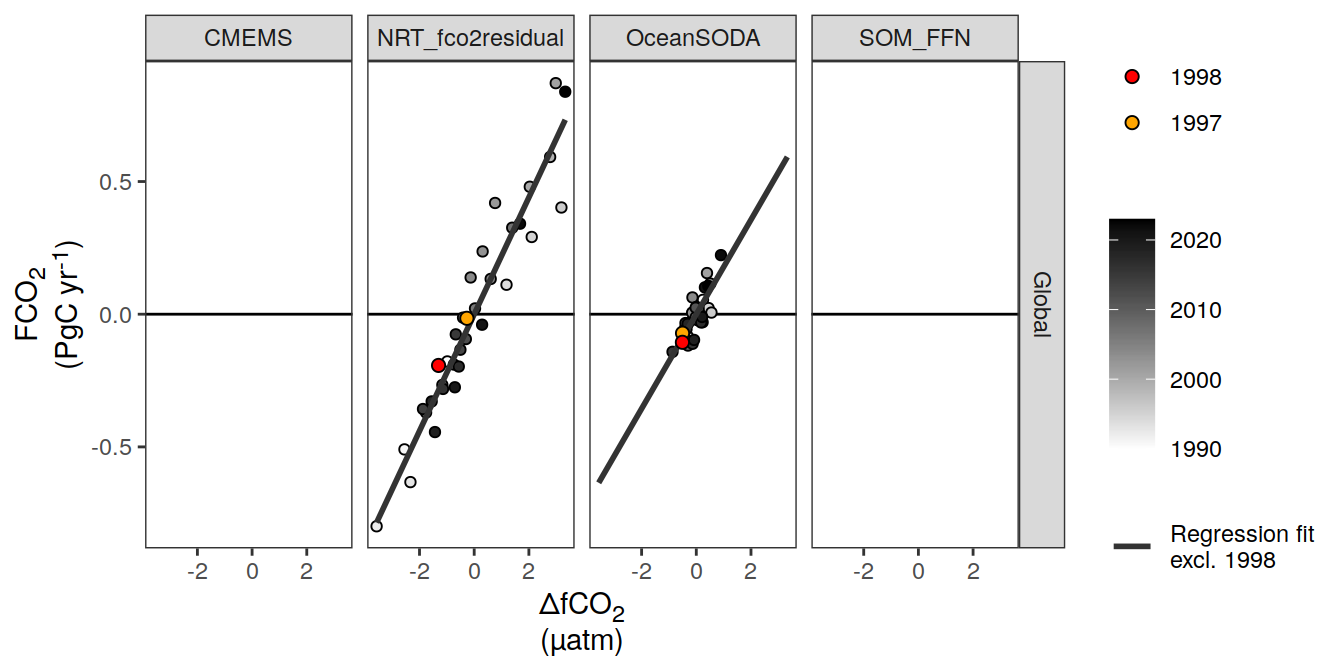 CMEMS
NRT_fco2residual
OceanSODA
SOM_FFN
Global
FCO2
(PgC yr-1)
0.5
0.0
-0.5
-2 0 2
-2 0 2
-2 0 2
-2 0 2
ΔfCO2
(µatm)
1998
1997
2020
2010
2000
1990
Regression fit
excl. 1998